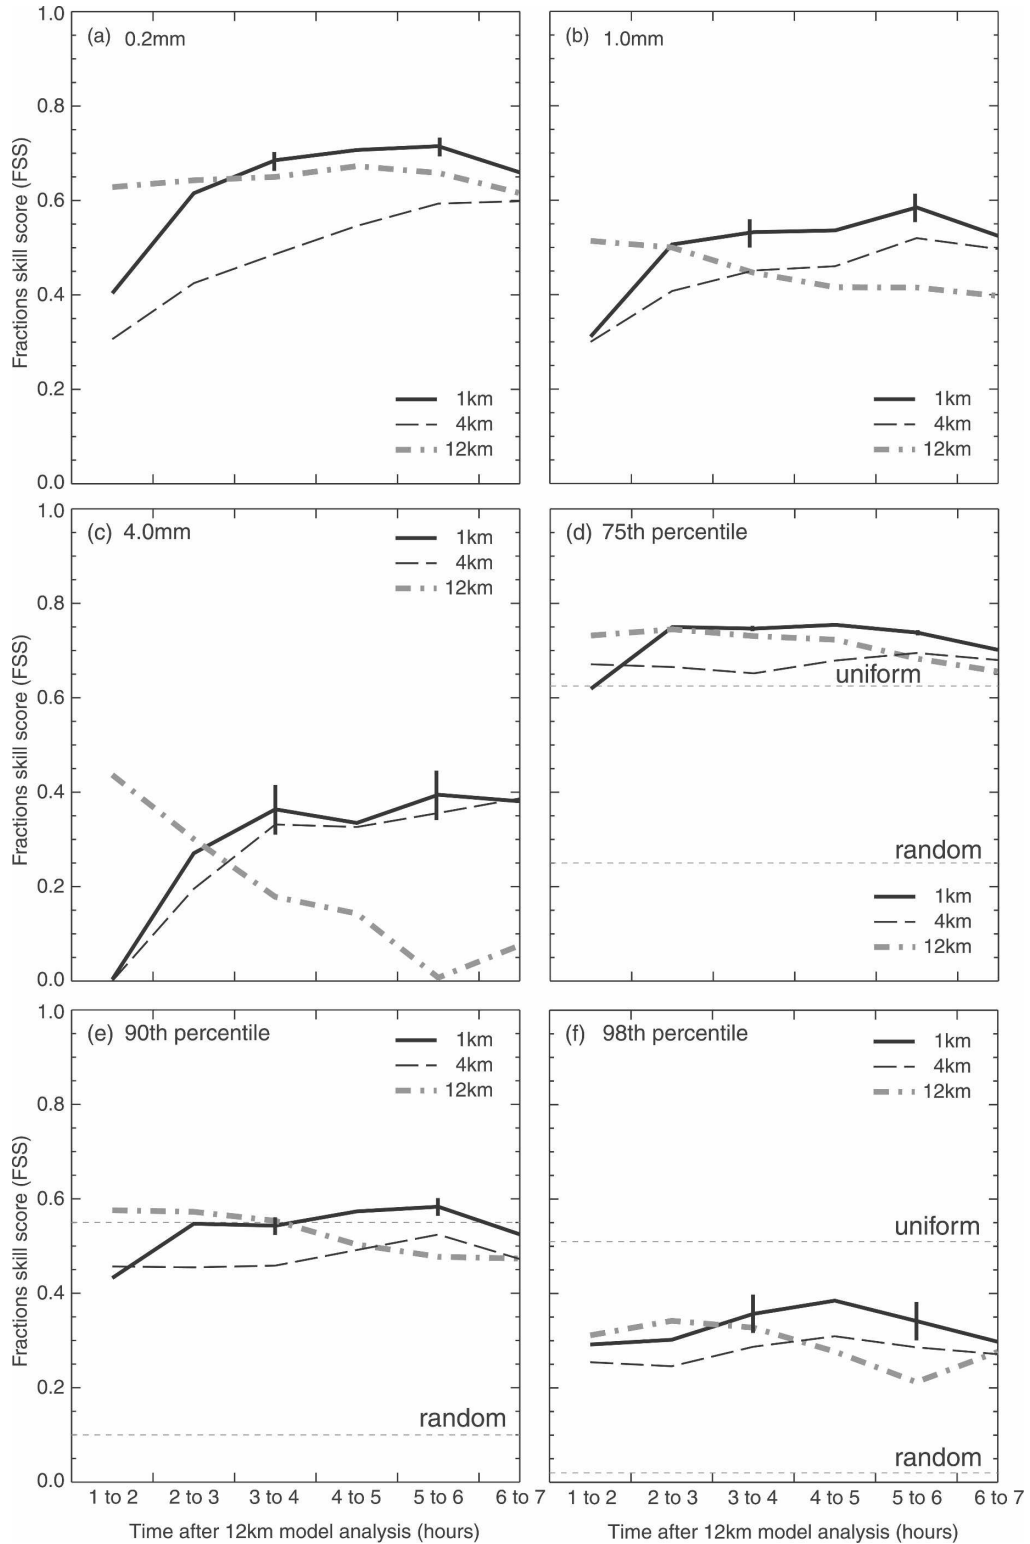 1.0
(a) 0.2mm
0.8
0.6
0.4
0.2
0.0
Fractions skill score (FSS)
1km
4km
12km
(b) 1.0mm
1km
4km
12km
1.0
(c) 4.0mm
0.8
0.6
0.4
0.2
0.0
Fractions skill score (FSS)
1km
4km
12km
(d) 75th percentile
uniform
random
1km
4km
12km
1.0
(e) 90th percentile
0.8
0.6
0.4
0.2
0.0
Fractions skill score (FSS)
1km
4km
12km
random
1 to 2 2 to 3 3 to 4 4 to 5 5 to 6 6 to 7
Time after 12km model analysis (hours)
(f) 98th percentile
1km
4km
12km
uniform
random
1 to 2 2 to 3 3 to 4 4 to 5 5 to 6 6 to 7
Time after 12km model analysis (hours)